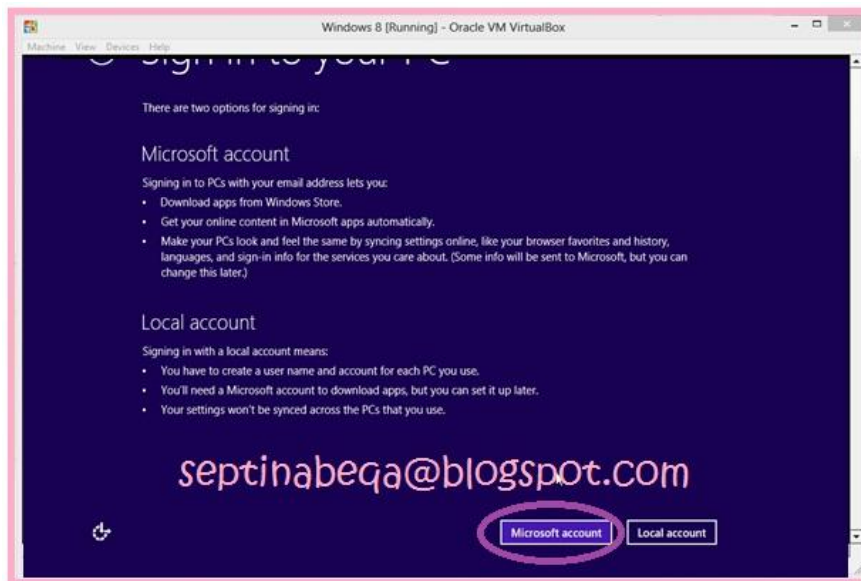 Windows 8 [Running] - Oracle VM VirtualBox
Machine View Devices Help
Sign in to your PC
There are two options for signing in:
Microsoft account
Signing in to PCs with your email address lets you:
• Download apps from Windows Store.
• Get your online content in Microsoft apps automatically.
• Make your PCs look and feel the same by syncing settings online, like your browser favorites and history,
languages, and sign-in info for the services you care about. (Some info will be sent to Microsoft, but you can
change this later.)
Local account
Signing in with a local account means:
• You have to create a user name and account for each PC you use.
• You'll need a Microsoft account to download apps, but you can set it up later.
• Your settings won't be synced across the PCs that you use.
septinabeqa@blogspot.com
Microsoft account Local account